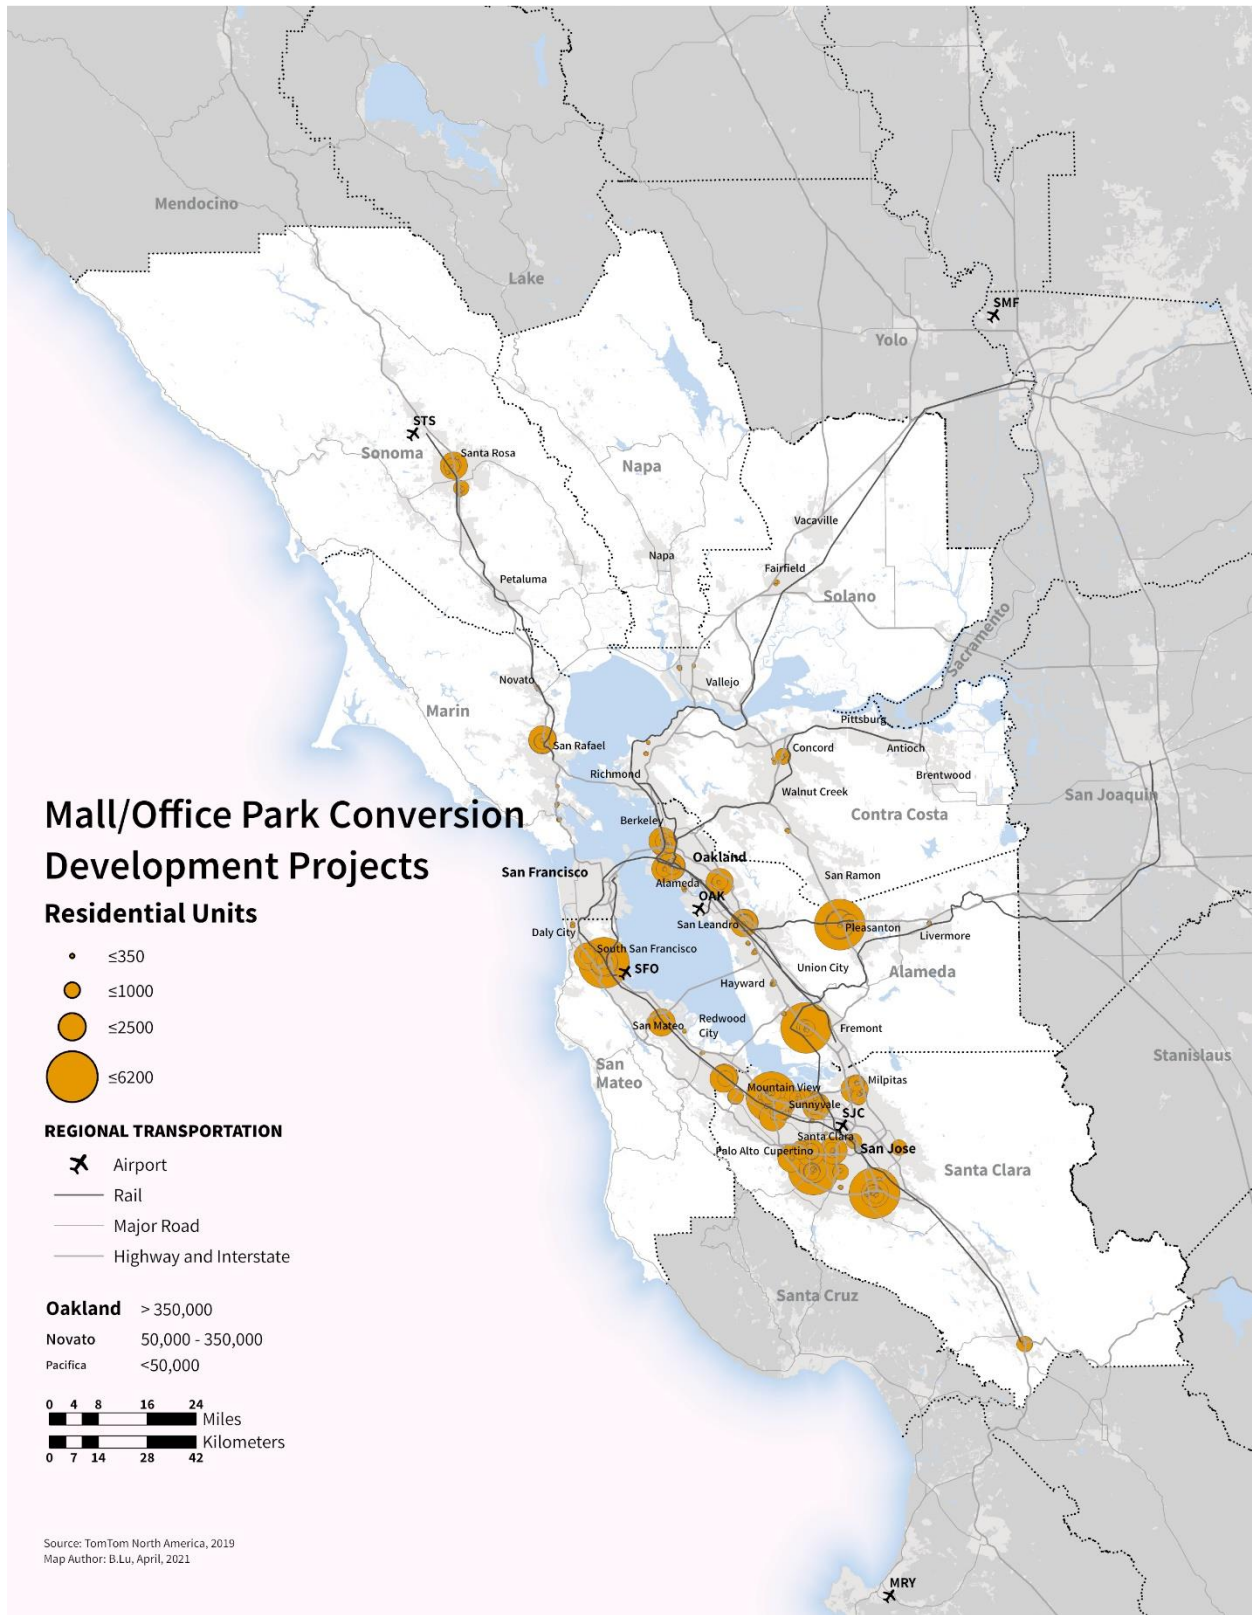 Mendocino
Lake
SMF
Yolo
STS
Sonoma
Santa Rosa
Napa
Vacaville
Napa
Fairfield
Petaluma
Solano
Sacramento
Novato
Vallejo
Marin
Pittsburg
San Rafael
Concord
Antioch
Richmond
Brentwood
Walnut Creek
San Joaquin
Contra Costa
Mall/Office Park Conversion
Development Projects
Berkeley
Oakland
San Francisco
San Ramon
Alameda
OAK
San Leandro
Pleasanton
Daly City
Livermore
South San Francisco
SFO
Union City
Alameda
Hayward
San Mateo
Redwood
City
Fremont
San
Mateo
Stanislaus
Milpitas
Mountain View
Sunnyvale
SJC
Santa Clara
Palo Alto
Cupertino
San Jose
Santa Clara
Santa Cruz
MRY
Residential Units
≤350
≤1000
≤2500
≤6200
REGIONAL TRANSPORTATION
Airport
Rail
Major Road
Highway and Interstate
Oakland > 350,000
Novato 50,000 - 350,000
Pacifica <50,000
0 4 8 16 24
Miles
Kilometers
0 7 14 28 42
Source: TomTom North America, 2019
Map Author: B.Lu, April, 2021